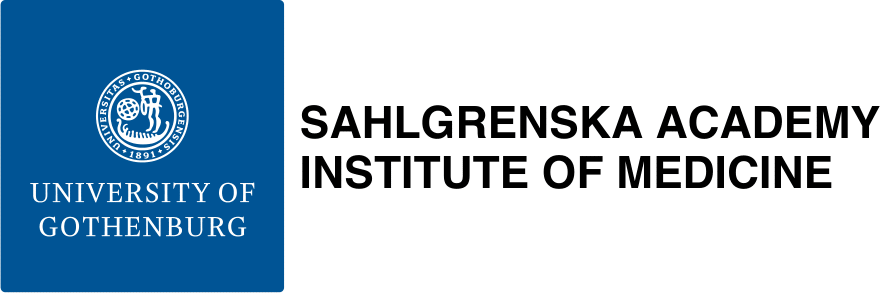 UNIVERSITAS • GOTHOBURGENSIS
• 1891 •
UNIVERSITY OF
GOTHENBURG
SAHLGRENSKA ACADEMY
INSTITUTE OF MEDICINE